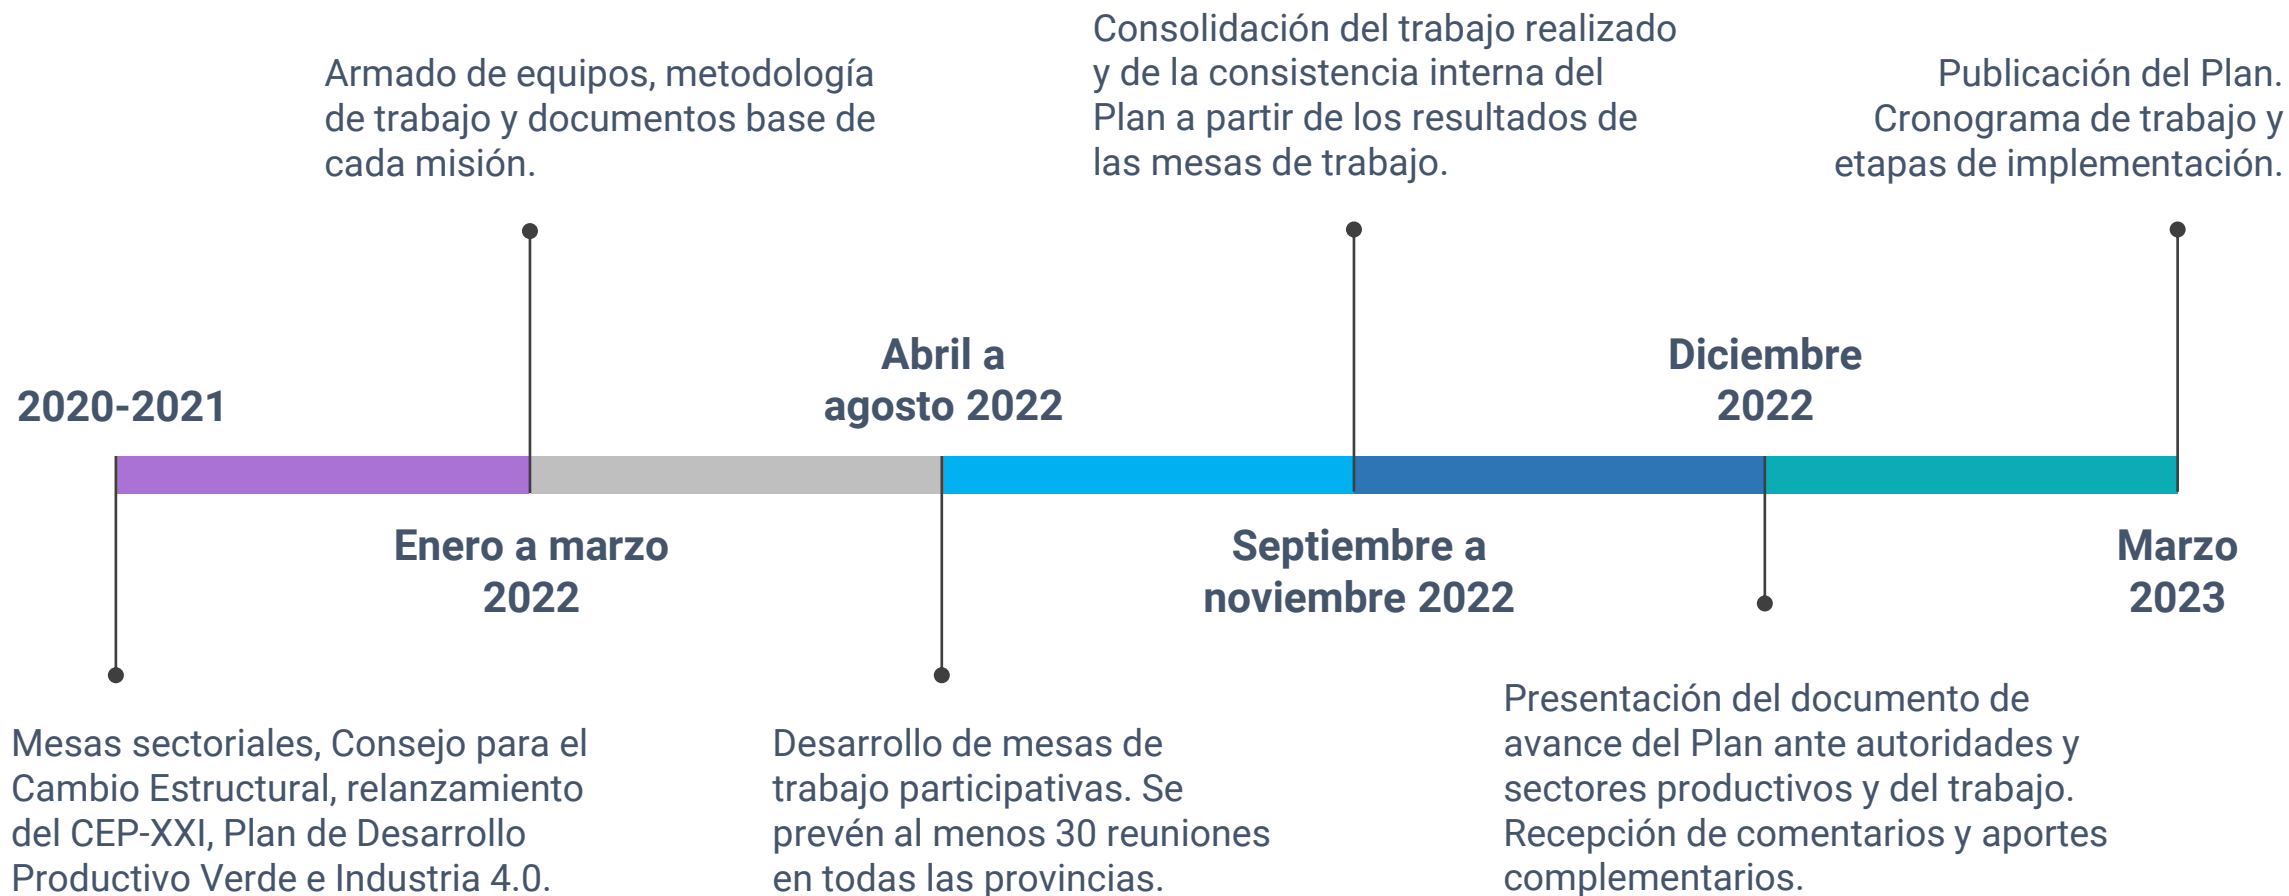 2020-2021
Mesas sectoriales, Consejo para el
Cambio Estructural, relanzamiento
del CEP-XXI, Plan de Desarrollo
Productivo Verde e Industria 4.0.
Armado de equipos, metodología
de trabajo y documentos base de
cada misión.
Enero a marzo
2022
Abril a
agosto 2022
Desarrollo de mesas de
trabajo participativas. Se
prevén al menos 30 reuniones
en todas las provincias.
Consolidación del trabajo realizado
y de la consistencia interna del
Plan a partir de los resultados de
las mesas de trabajo.
Septiembre a
noviembre 2022
Diciembre
2022
Presentación del documento de
avance del Plan ante autoridades y
sectores productivos y del trabajo.
Recepción de comentarios y aportes
complementarios.
Publicación del Plan.
Cronograma de trabajo y
etapas de implementación.
Marzo
2023